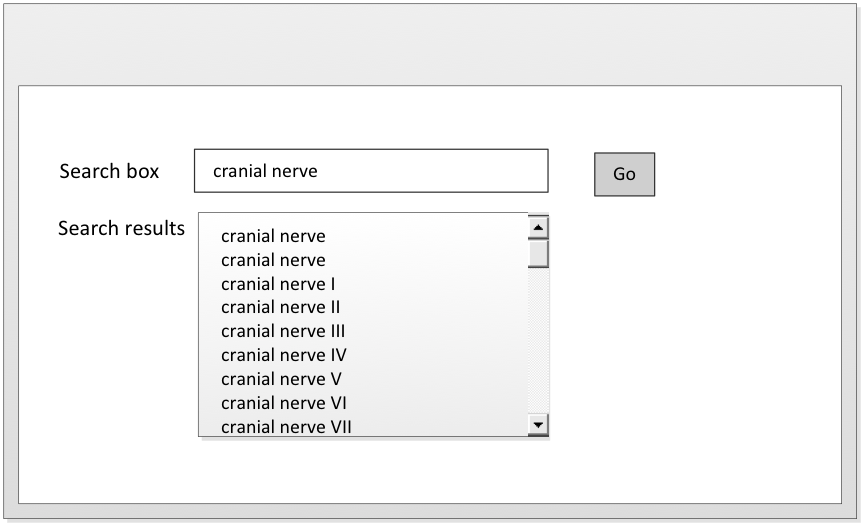 Search box
cranial nerve
Go
Search results
cranial nerve
cranial nerve
cranial nerve I
cranial nerve II
cranial nerve III
cranial nerve IV
cranial nerve V
cranial nerve VI
cranial nerve VII